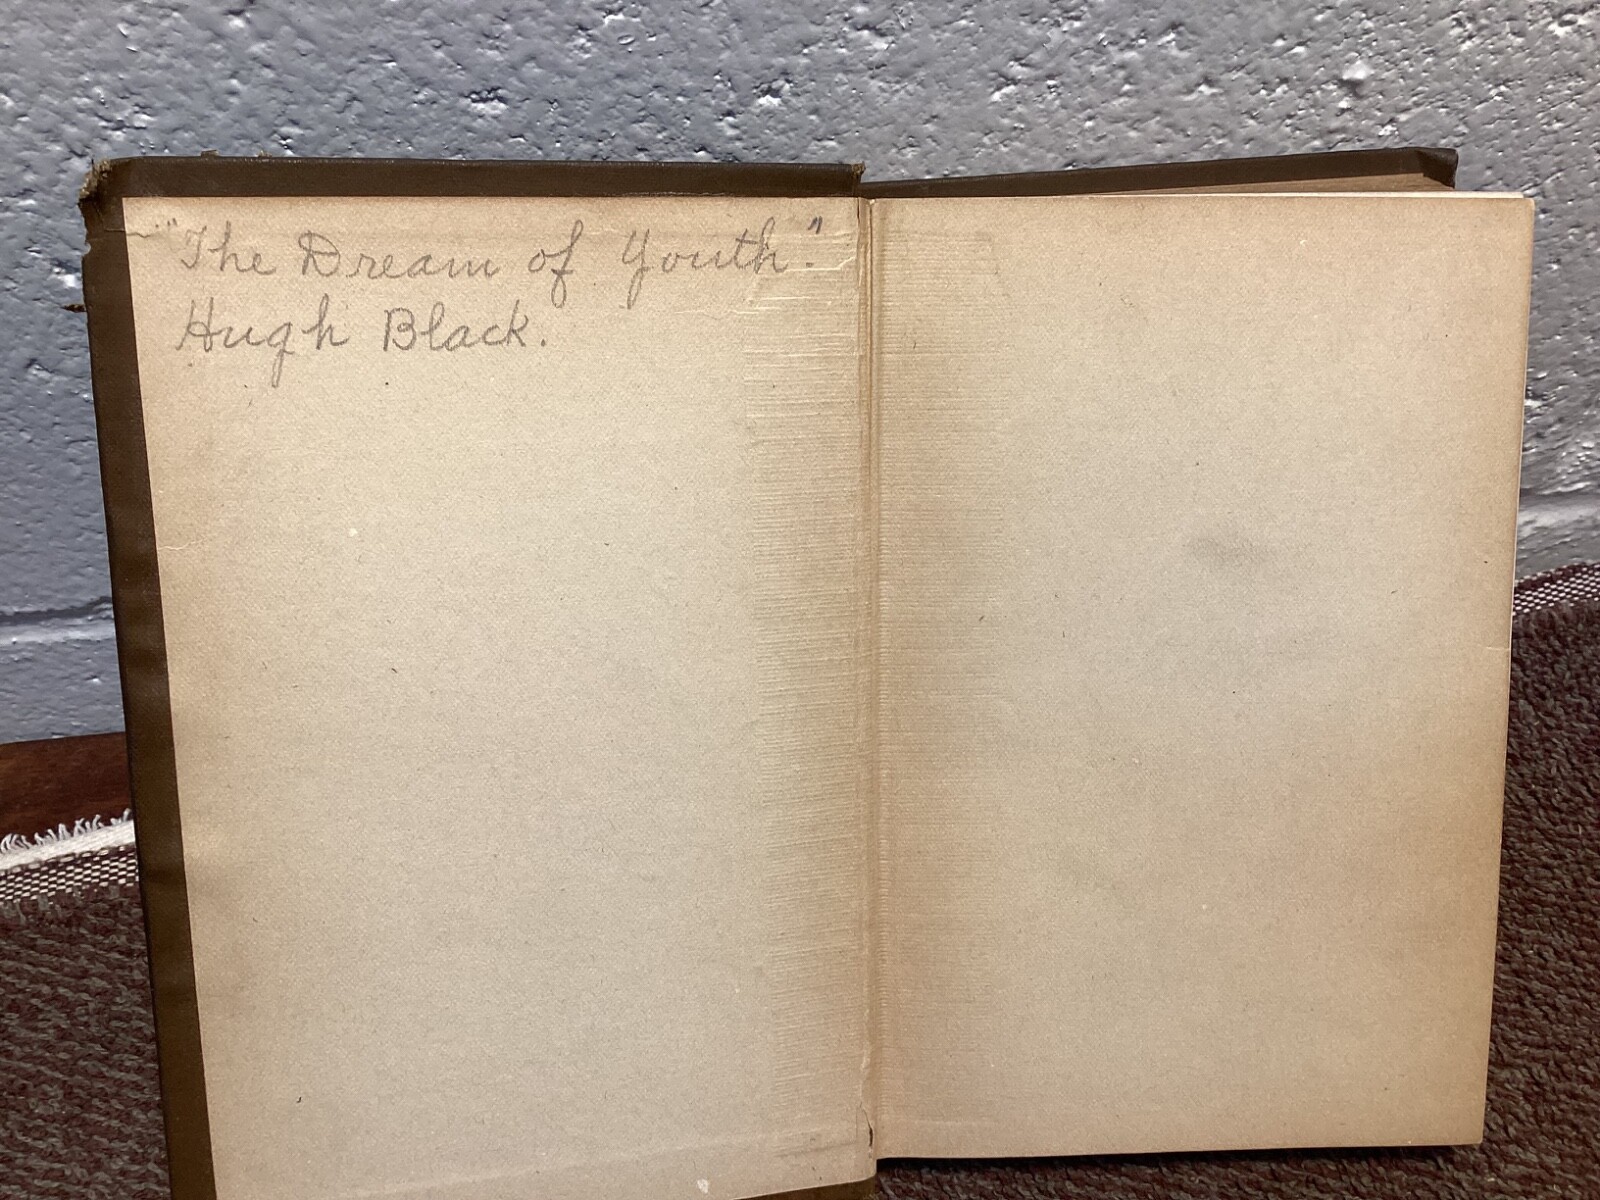 "The Dream of Youth."
Hugh Black.